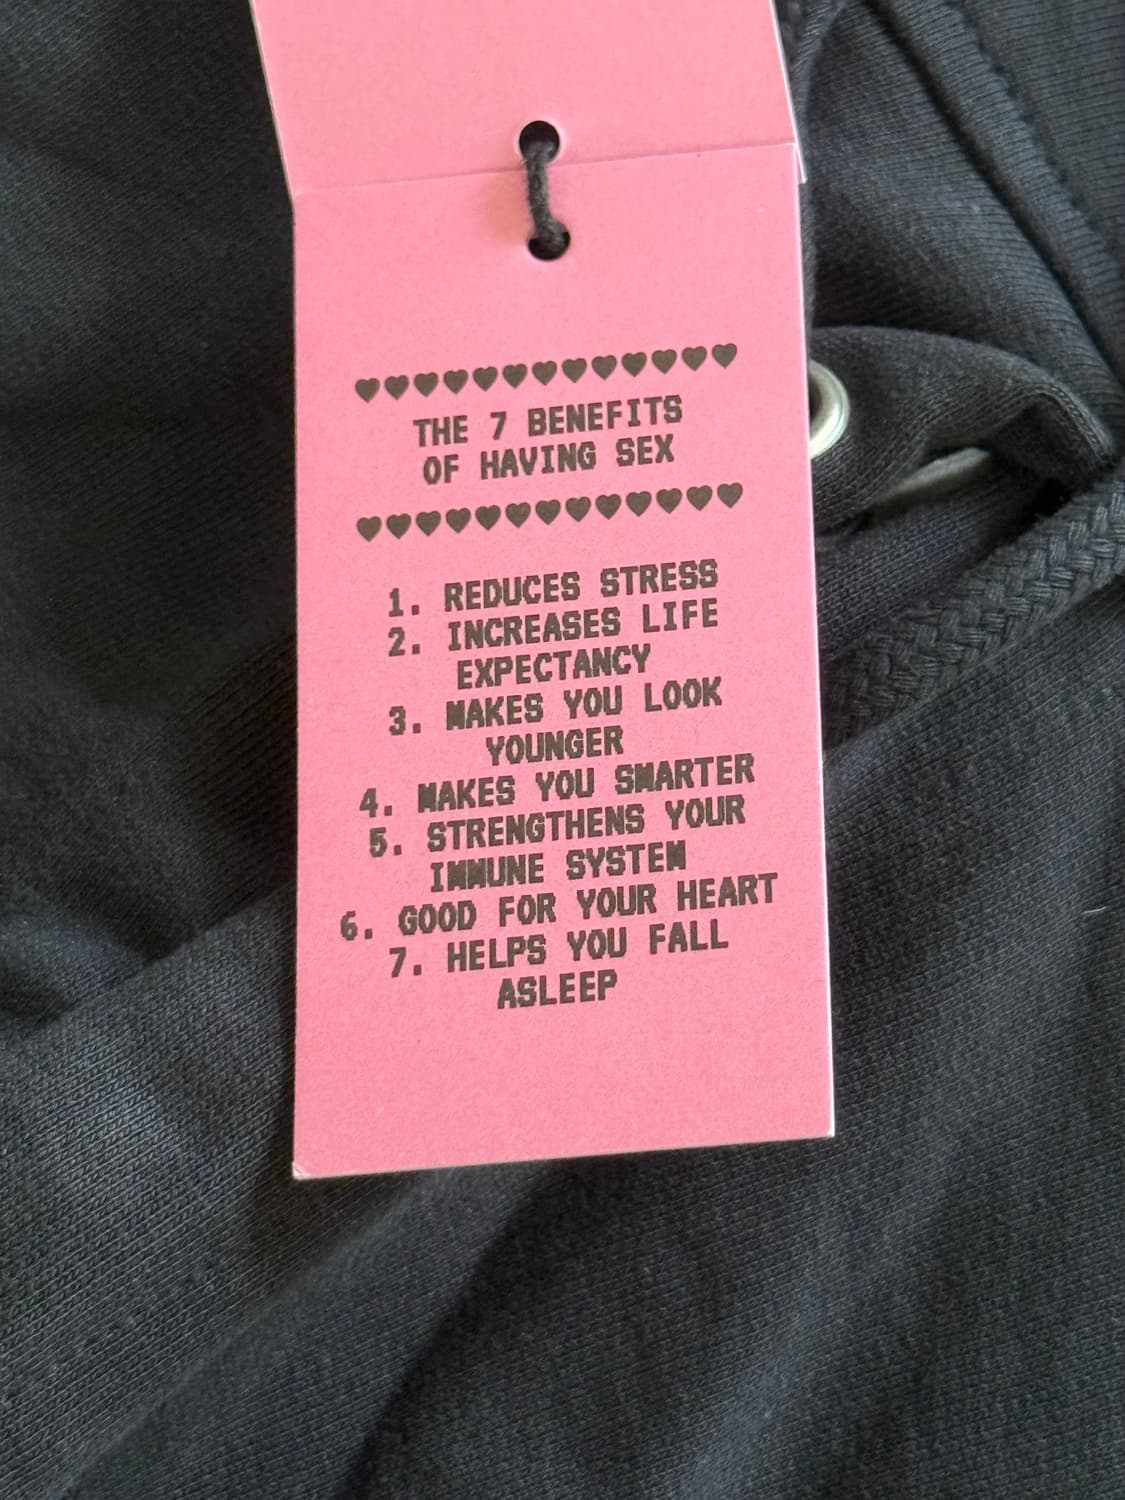 ♥♥♥♥♥♥♥♥♥♥♥♥♥
THE 7 BENEFITS
OF HAVING SEX
♥♥♥♥♥♥♥♥♥♥♥♥♥
1. REDUCES STRESS
2. INCREASES LIFE
EXPECTANCY
3. MAKES YOU LOOK
YOUNGER
4. MAKES YOU SMARTER
5. STRENGTHENS YOUR
IMMUNE SYSTEM
6. GOOD FOR YOUR HEART
7. HELPS YOU FALL
ASLEEP